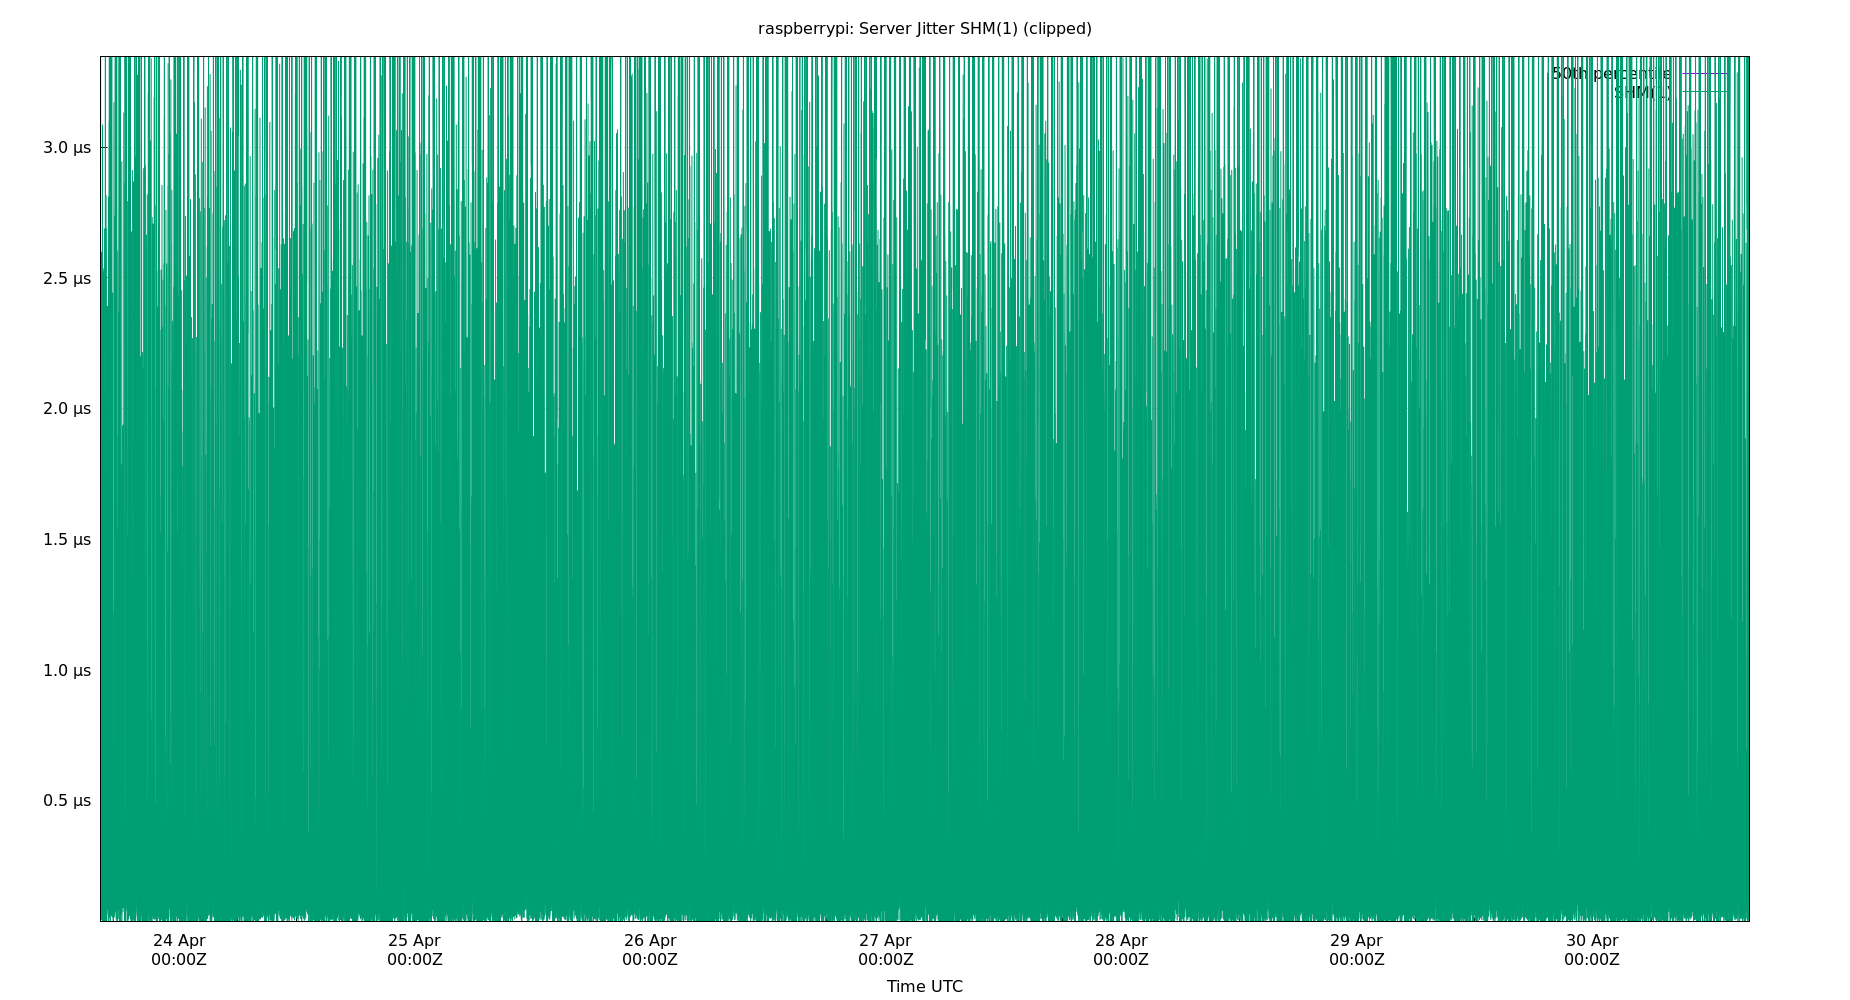 raspberrypi: Server Jitter SHM(1) (clipped)
50th percentile
SHM(1)
3.0 μs
2.5 μs
2.0 μs
1.5 μs
1.0 μs
0.5 μs
24 Apr 25 Apr 26 Apr 27 Apr 28 Apr 29 Apr 30 Apr
00:00Z 00:00Z 00:00Z 00:00Z 00:00Z 00:00Z 00:00Z
Time UTC